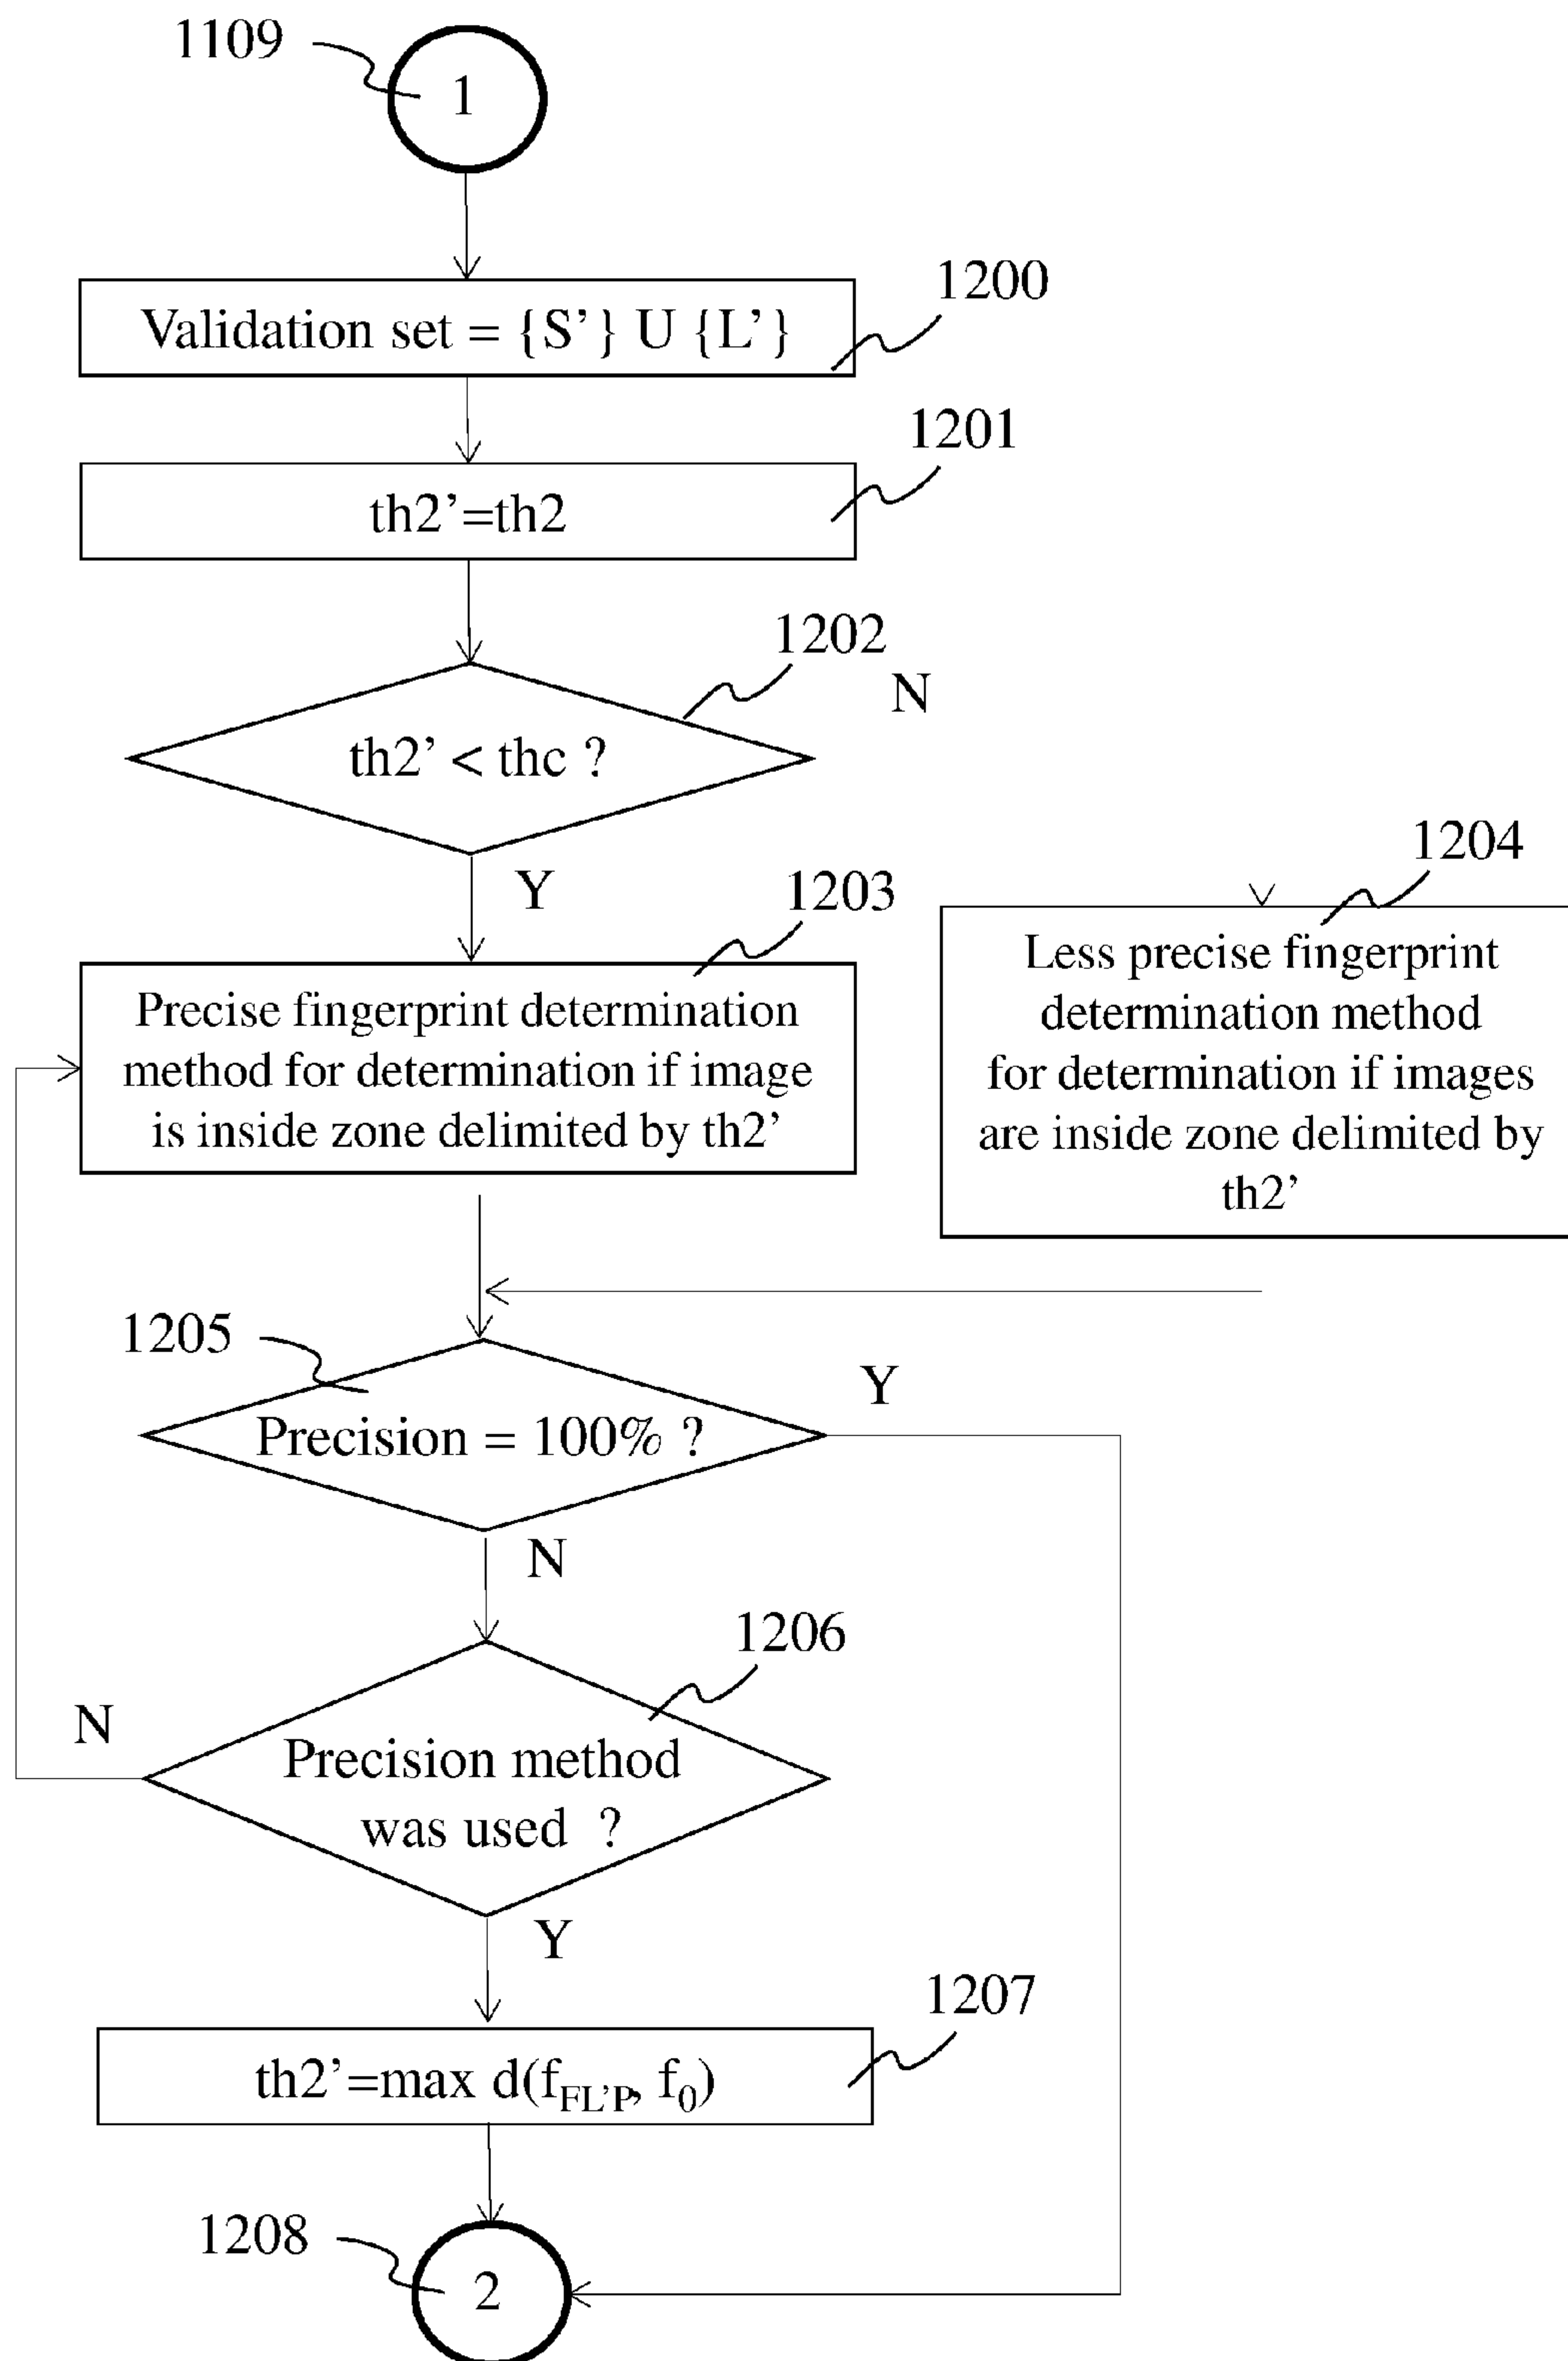 1109
1
1200
Validation set = {S’} U {L’}
1201
th2’=th2
1202
N
th2’ < thc ?
Y
1203
1204
Precise fingerprint determination
method for determination if image
is inside zone delimited by th2’
Less precise fingerprint
determination method
for determination if images
are inside zone delimited by
th2’
1205
Y
Precision = 100% ?
N
1206
N
Precision method
was used ?
Y
1207
th2’=max d(f_FL’P, f_0)
1208
2